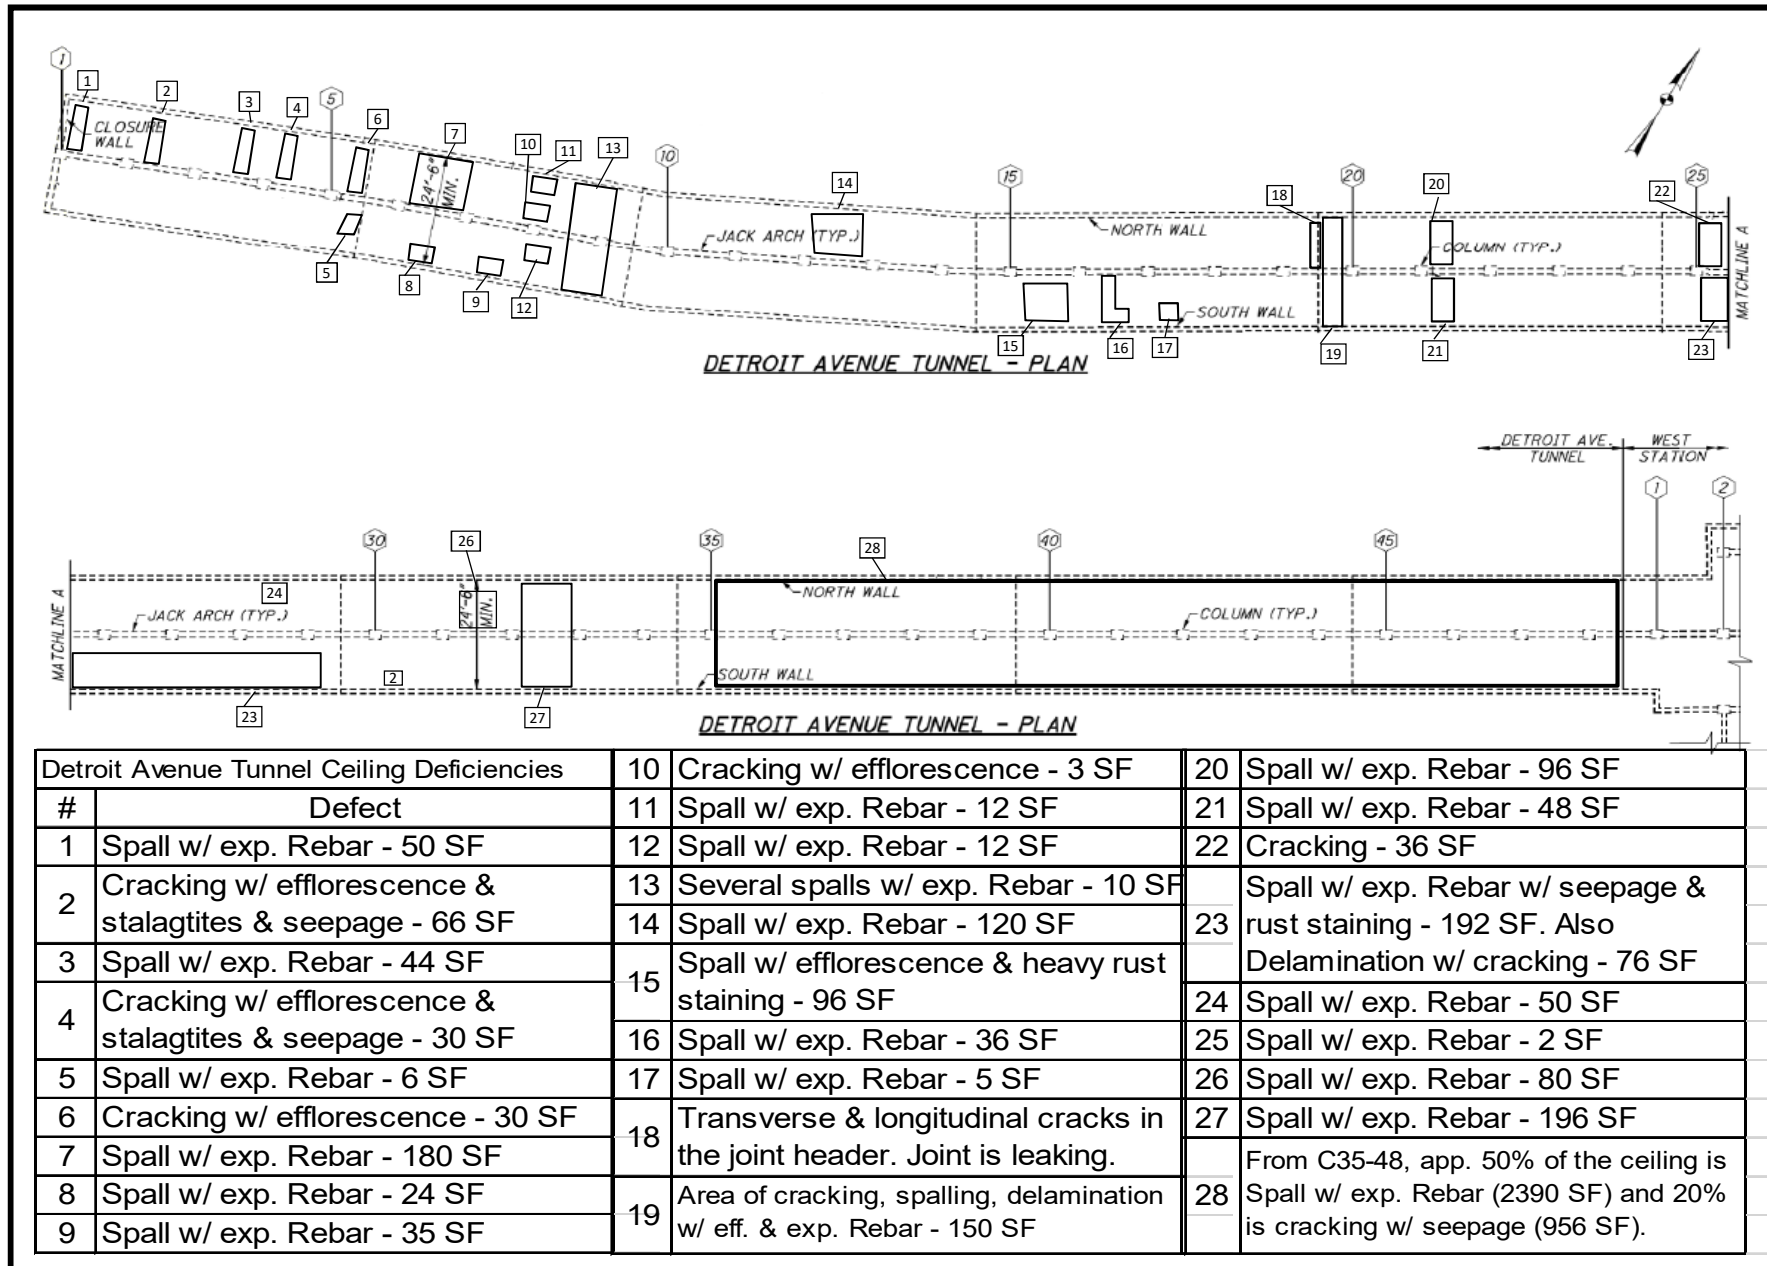 1
1
2
3
4
5
6
7
10
11
13
10
14
15
18
20
20
22
25
CLOSURE
WALL
24'-6"
MIN.
JACK ARCH (TYP.)
NORTH WALL
COLUMN (TYP.)
SOUTH WALL
MATCHLINE A
5
8
9
12
15
16
17
19
21
23
DETROIT AVENUE TUNNEL - PLAN
DETROIT AVE.
TUNNEL
WEST
STATION
1
2
30
26
35
28
40
45
MATCHLINE A
24
24'-6"
MIN.
NORTH WALL
JACK ARCH (TYP.)
COLUMN (TYP.)
2
SOUTH WALL
23
27
DETROIT AVENUE TUNNEL - PLAN
Detroit Avenue Tunnel Ceiling Deficiencies
# Defect
1 Spall w/ exp. Rebar - 50 SF
2 Cracking w/ efflorescence &
stalagtites & seepage - 66 SF
3 Spall w/ exp. Rebar - 44 SF
4 Cracking w/ efflorescence &
stalagtites & seepage - 30 SF
5 Spall w/ exp. Rebar - 6 SF
6 Cracking w/ efflorescence - 30 SF
7 Spall w/ exp. Rebar - 180 SF
8 Spall w/ exp. Rebar - 24 SF
9 Spall w/ exp. Rebar - 35 SF
10 Cracking w/ efflorescence - 3 SF
11 Spall w/ exp. Rebar - 12 SF
12 Spall w/ exp. Rebar - 12 SF
13 Several spalls w/ exp. Rebar - 10 SF
14 Spall w/ exp. Rebar - 120 SF
15 Spall w/ efflorescence & heavy rust
staining - 96 SF
16 Spall w/ exp. Rebar - 36 SF
17 Spall w/ exp. Rebar - 5 SF
18 Transverse & longitudinal cracks in
the joint header. Joint is leaking.
19 Area of cracking, spalling, delamination
w/ eff. & exp. Rebar - 150 SF
20 Spall w/ exp. Rebar - 96 SF
21 Spall w/ exp. Rebar - 48 SF
22 Cracking - 36 SF
23 Spall w/ exp. Rebar w/ seepage &
rust staining - 192 SF. Also
Delamination w/ cracking - 76 SF
24 Spall w/ exp. Rebar - 50 SF
25 Spall w/ exp. Rebar - 2 SF
26 Spall w/ exp. Rebar - 80 SF
27 Spall w/ exp. Rebar - 196 SF
28 From C35-48, app. 50% of the ceiling is
Spall w/ exp. Rebar (2390 SF) and 20%
is cracking w/ seepage (956 SF).